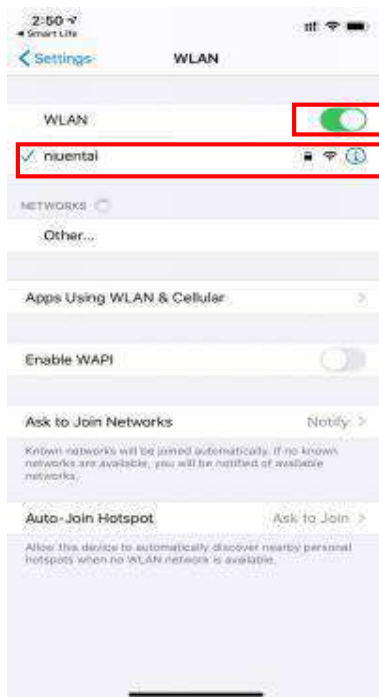 2:50
Smart Life
Settings
WLAN
WLAN
niuental
NETWORKS
Other...
Apps Using WLAN & Cellular
Enable WAPI
Ask to Join Networks
Notify
Known networks will be joined automatically. If no known
networks are available, you will be notified of available
networks.
Auto-Join Hotspot
Ask to Join
Allow this device to automatically discover nearby personal
hotspots when no WLAN network is available.